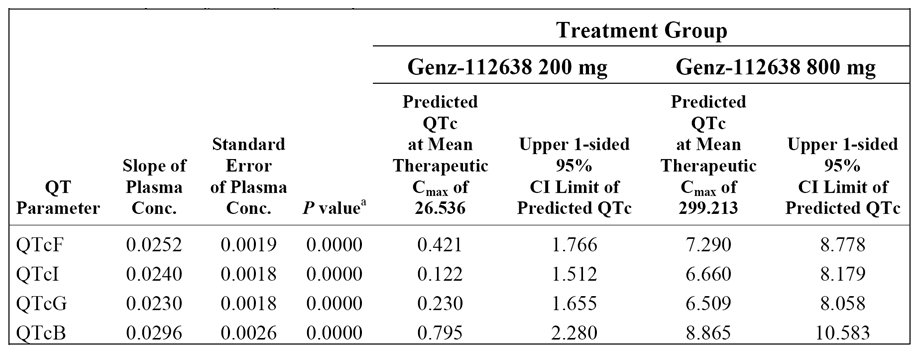 Treatment Group
Genz-112638 200 mg Genz-112638 800 mg
QT Parameter Slope of Plasma Conc. Standard Error of Plasma Conc. P valueᵃ Predicted QTc at Mean Therapeutic Cmax of 26.536 Upper 1-sided 95% CI Limit of Predicted QTc Predicted QTc at Mean Therapeutic Cmax of 299.213 Upper 1-sided 95% CI Limit of Predicted QTc
QTcF 0.0252 0.0019 0.0000 0.421 1.766 7.290 8.778
QTcI 0.0240 0.0018 0.0000 0.122 1.512 6.660 8.179
QTcG 0.0230 0.0018 0.0000 0.230 1.655 6.509 8.058
QTcB 0.0296 0.0026 0.0000 0.795 2.280 8.865 10.583